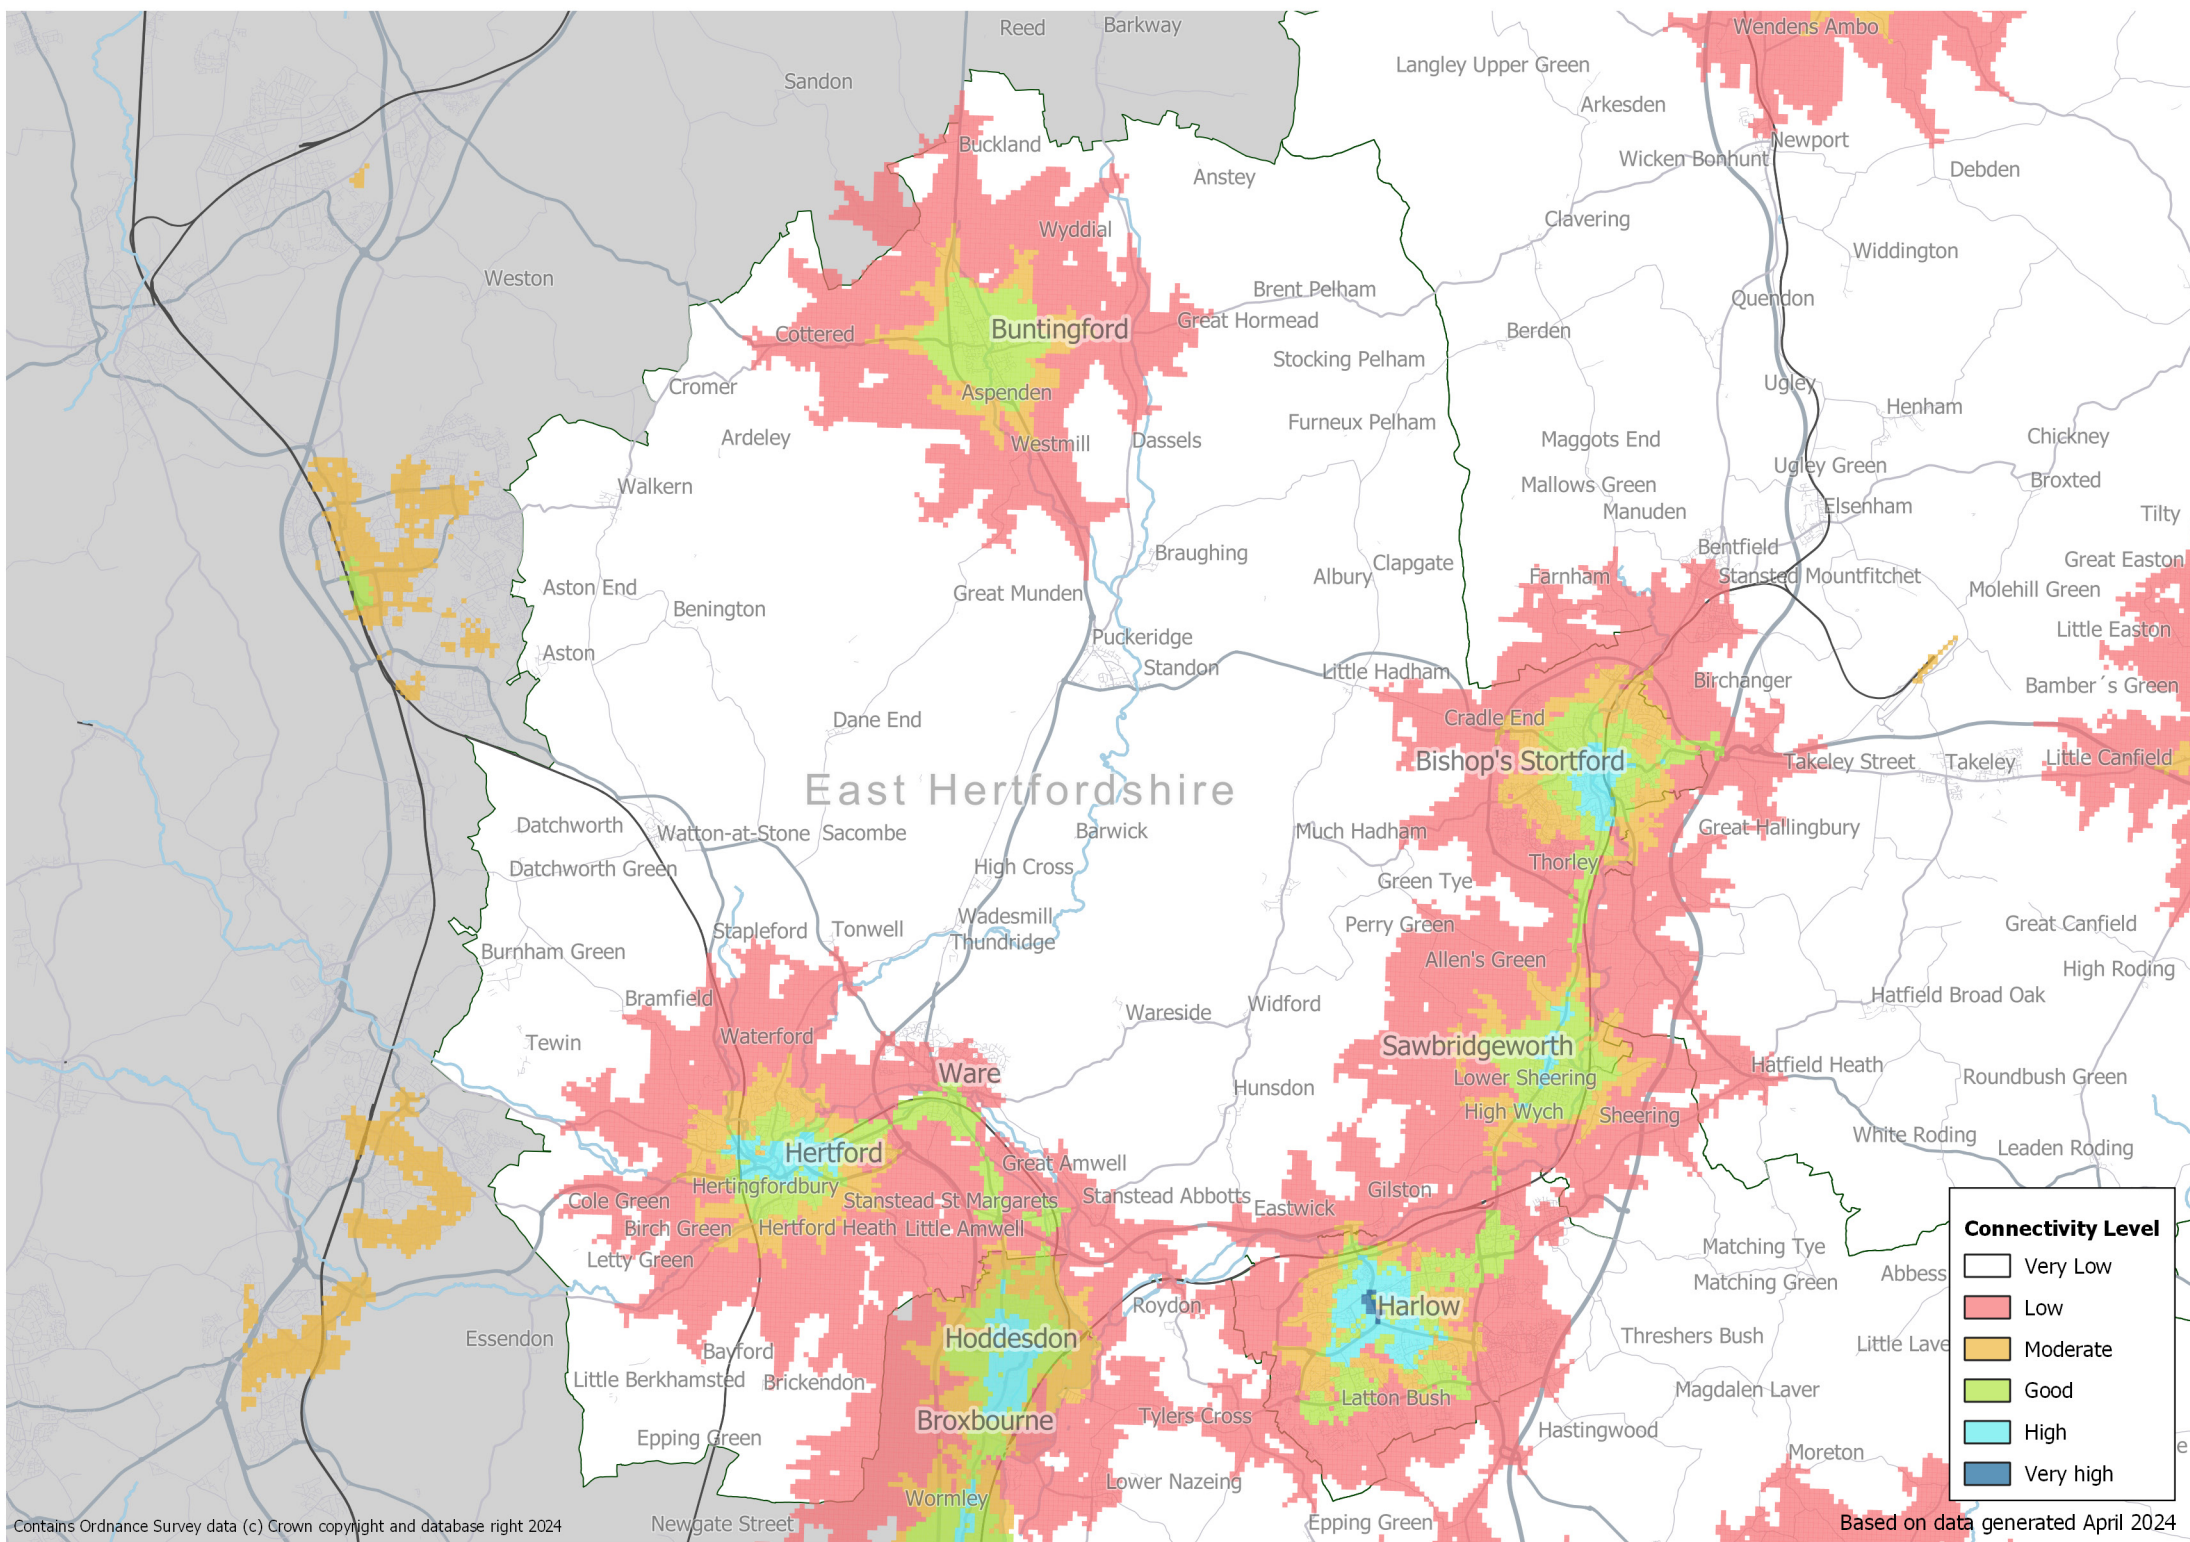 Reed
Barkway
Wendens Ambo
Langley Upper Green
Sandon
Arkesden
Buckland
Newport
Wicken Bonhunt
Debden
Anstey
Clavering
Wyddial
Widdington
Weston
Brent Pelham
Quendon
Great Hormead
Buntingford
Berden
Cottered
Stocking Pelham
Cromer
Ugley
Aspenden
Henham
Furneux Pelham
Ardeley
Westmill
Dassels
Maggots End
Chickney
Ugley Green
Broxted
Walkern
Mallows Green
Manuden
Elsenham
Tilty
Braughing
Bentfield
Great Easton
Clapgate
Albury
Farnham
Stansted Mountfitchet
Aston End
Great Munden
Molehill Green
Benington
Little Easton
Puckeridge
Aston
Standon
Little Hadham
Birchanger
Bamber´s Green
Dane End
Cradle End
Bishop's Stortford
Takeley Street
Takeley
Little Canfield
East Hertfordshire
Datchworth
Watton-at-Stone
Sacombe
Barwick
Much Hadham
Great Hallingbury
Datchworth Green
High Cross
Thorley
Green Tye
Wadesmill
Perry Green
Great Canfield
Stapleford
Tonwell
Thundridge
Burnham Green
Allen's Green
High Roding
Bramfield
Widford
Hatfield Broad Oak
Wareside
Waterford
Tewin
Sawbridgeworth
Hatfield Heath
Ware
Lower Sheering
Roundbush Green
Hunsdon
High Wych
Sheering
White Roding
Leaden Roding
Hertford
Great Amwell
Hertingfordbury
Gilston
Cole Green
Stanstead St Margarets
Stanstead Abbotts
Eastwick
Birch Green
Hertford Heath
Little Amwell
Letty Green
Matching Tye
Matching Green
Abbess
Roydon
Harlow
Essendon
Hoddesdon
Threshers Bush
Little Lave
Bayford
Little Berkhamsted
Brickendon
Latton Bush
Magdalen Laver
Broxbourne
Tylers Cross
Hastingwood
Epping Green
Moreton
e
Lower Nazeing
Wormley
Newgate Street
Epping Green
Connectivity Level
Very Low
Low
Moderate
Good
High
Very high
Contains Ordnance Survey data (c) Crown copyright and database right 2024
Based on data generated April 2024